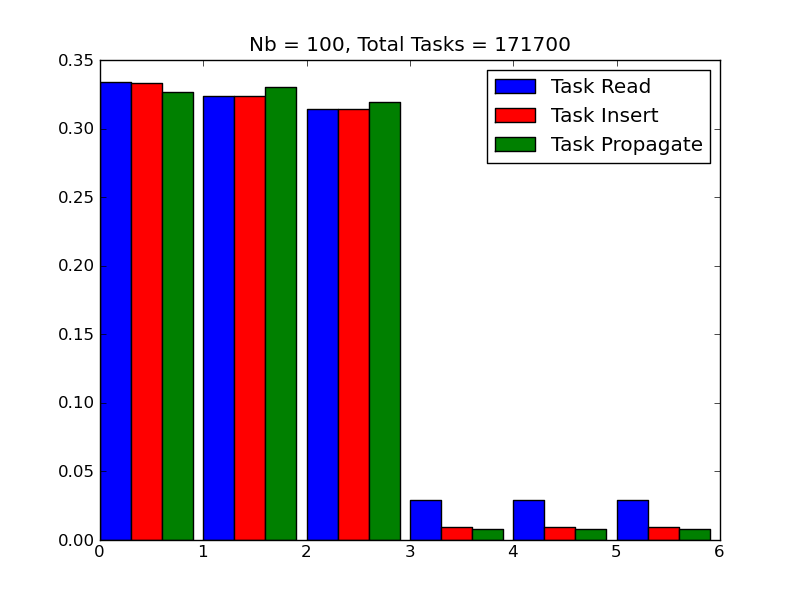 Nb = 100, Total Tasks = 171700
0.35
0.30
0.25
0.20
0.15
0.10
0.05
0.00
Task Read
Task Insert
Task Propagate
0 1 2 3 4 5 6